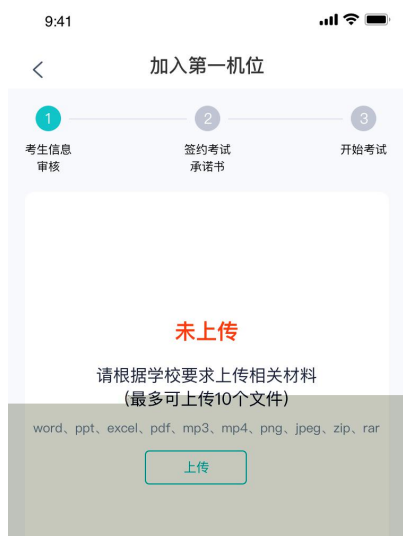 9:41
加入第一机位
1
2
3
考生信息
审核
签约考试
承诺书
开始考试
未上传
请根据学校要求上传相关材料
(最多可上传10个文件)
word、ppt、excel、pdf、mp3、mp4、png、jpeg、zip、rar
上传